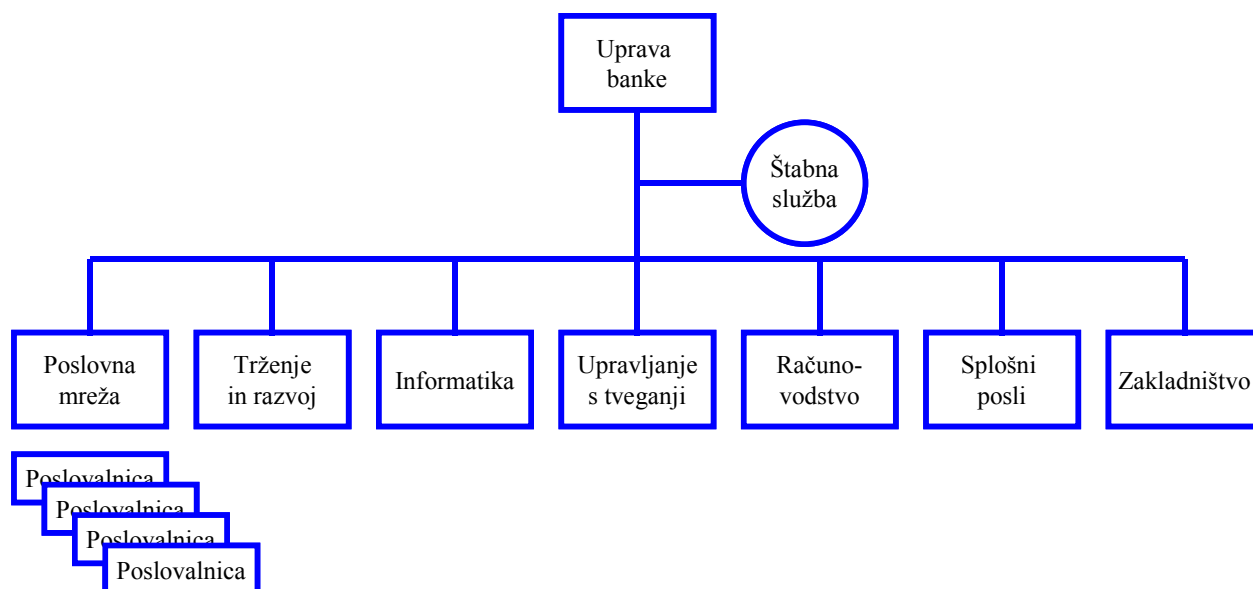 Uprava
banke
Štabna
služba
Poslovna
mreža
Trženje
in razvoj
Informatika
Upravljanje
s tveganji
Računo-
vodstvo
Splošni
posli
Zakladništvo
Poslovalnica
Poslovalnica
Poslovalnica
Poslovalnica